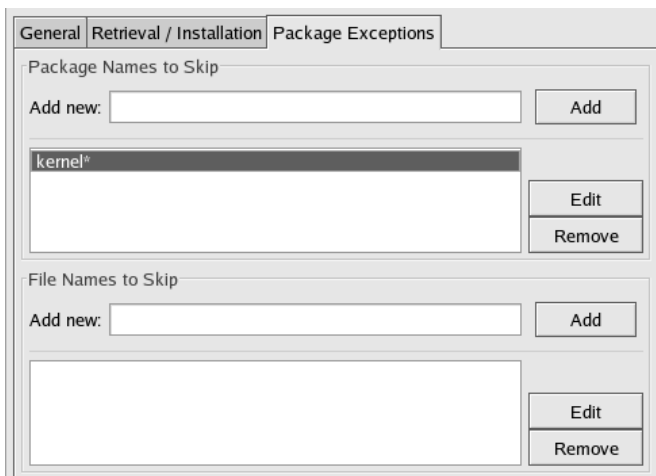 General Retrieval / Installation Package Exceptions
Package Names to Skip
Add new: Add
kernel*
Edit
Remove
File Names to Skip
Add new: Add
Edit
Remove